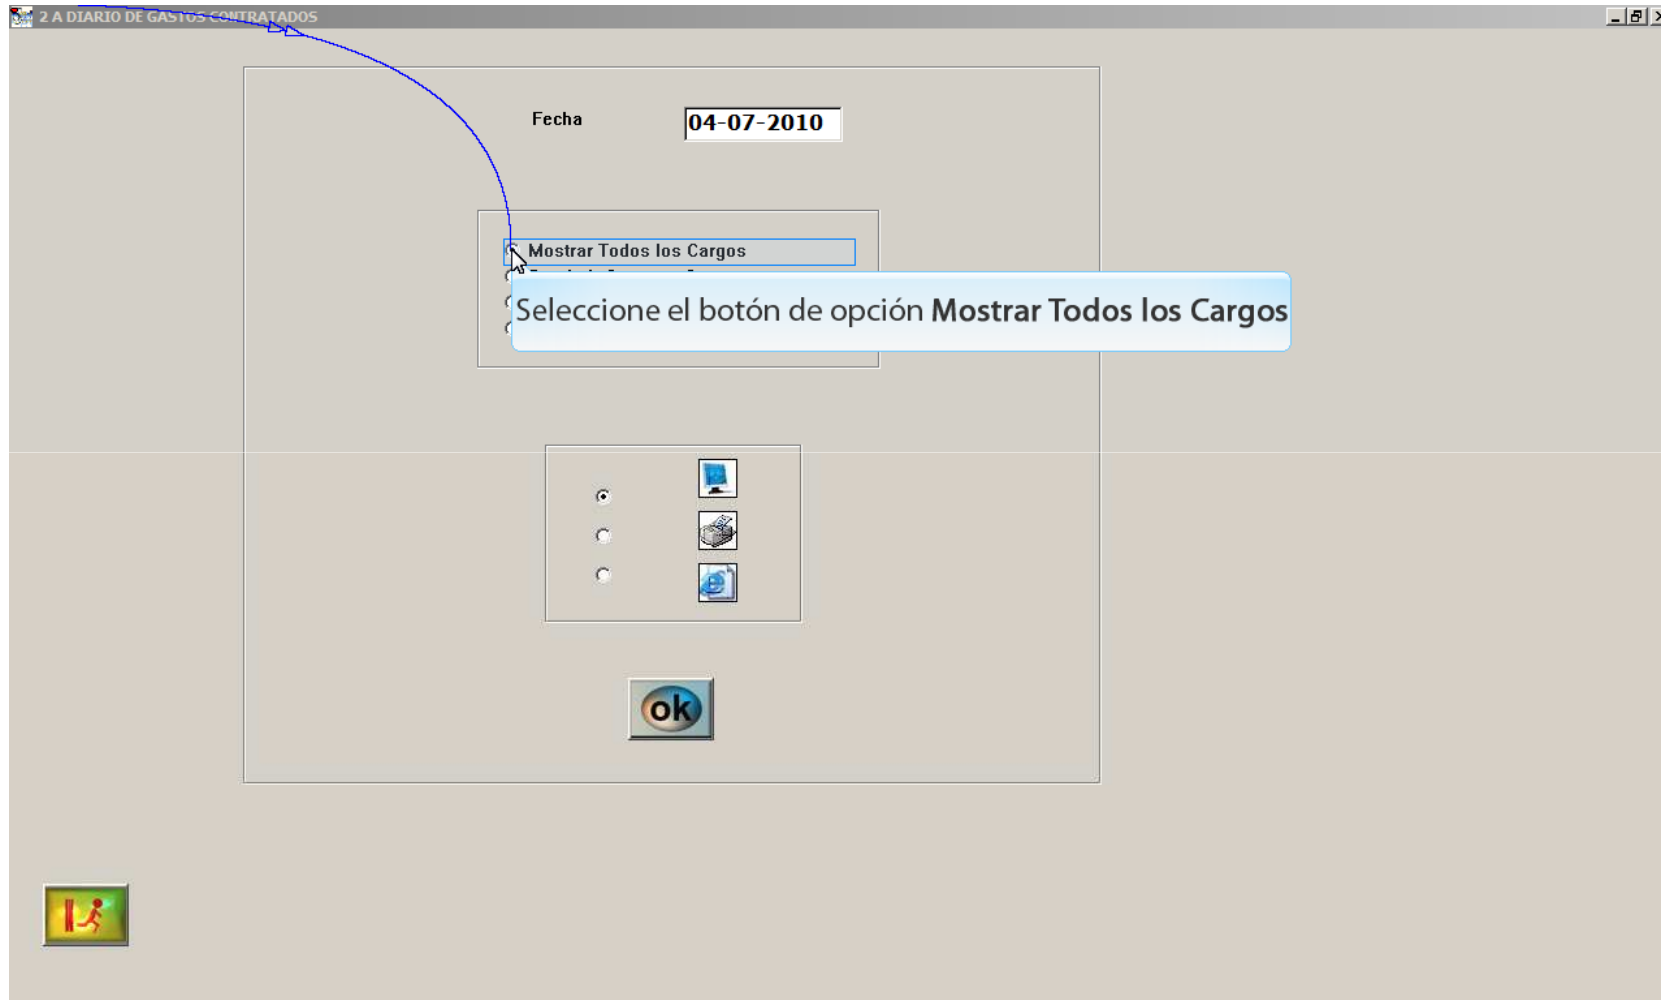 2 A DIARIO DE GASTOS CONTRATADOS
Fecha
04-07-2010
Mostrar Todos los Cargos
Seleccione el botón de opción Mostrar Todos los Cargos
ok